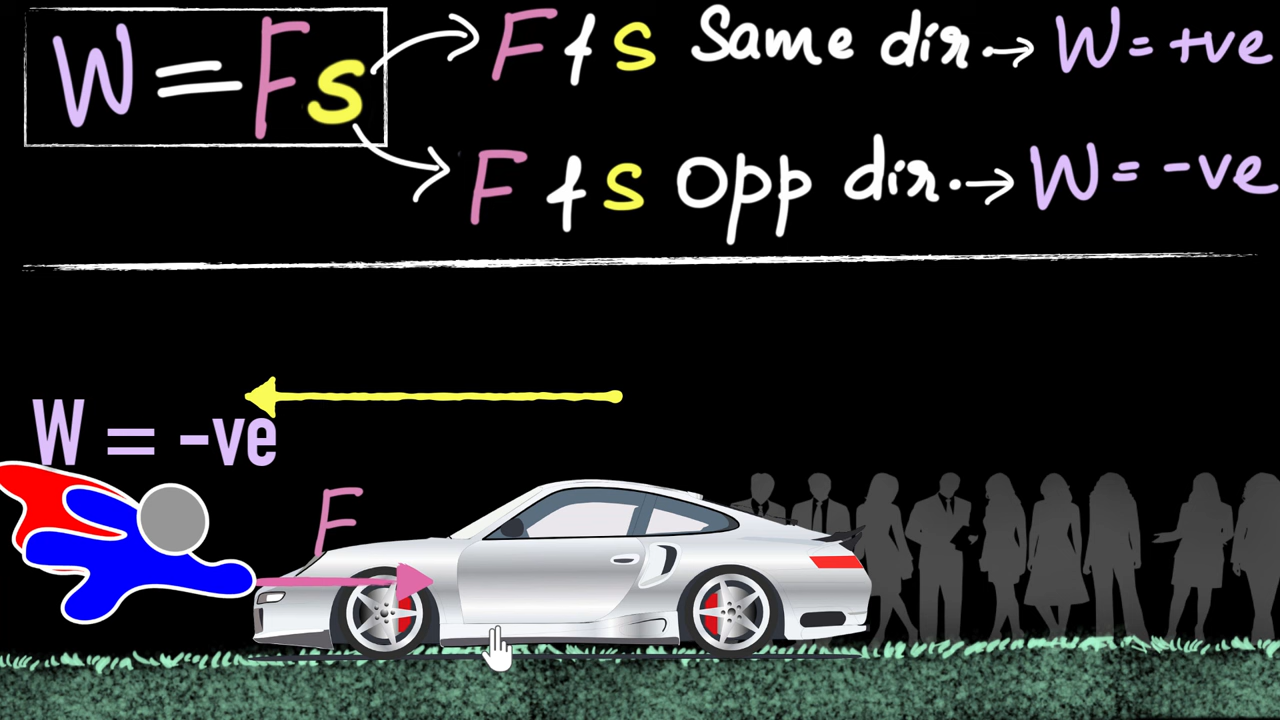 W = Fs
F & s Same dir. → W = +ve
F & s Opp dir. → W = -ve
W = -ve
F